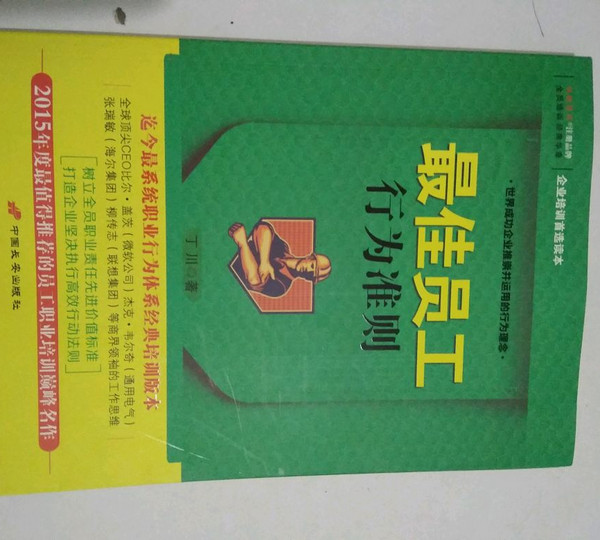 注册品牌
企业培训首选读本
·世界成功企业推崇并运用的行为理念·
最佳员工
行为准则
丁川◎著
迄今最系统职业行为体系经典培训版本
全球顶尖CEO比尔·盖茨（微软公司）杰克·韦尔奇（通用电气）
张瑞敏（海尔集团）柳传志（联想集团）等商界领袖的工作思维
树立全员职业责任先进价值标准
打造企业坚决执行高效行动法则
2015年度最值得推荐的员工职业培训巅峰名作
中国长安出版社